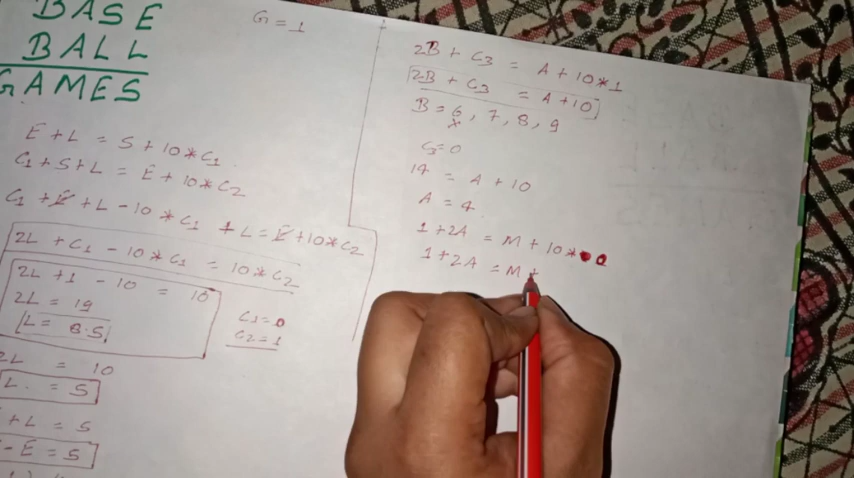 BASE
BALL
GAMES
G = 1
E + L = S + 10*C1
C1 + S + L = E + 10*C2
C1 + E + L - 10*C1 + L = E + 10*C2
2L + C1 - 10*C1 = 10*C2
2L + 1 - 10 = 10
2L = 19
L = 8.5
C1 = 0
C2 = 1
2L = 10
L = 5
+ L = S
- E = 5
2B + C3 = A + 10*1
2B + C3 = A + 10
B = 6, 7, 8, 9
C3 = 0
14 = A + 10
A = 4
1 + 2A = M + 10* 0
1 + 2A = M +